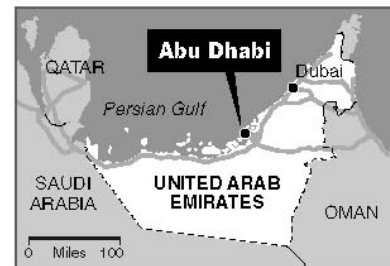 Abu Dhabi
QATAR
Dubai
Persian Gulf
SAUDI
ARABIA
UNITED ARAB
EMIRATES
OMAN
0 Miles 100